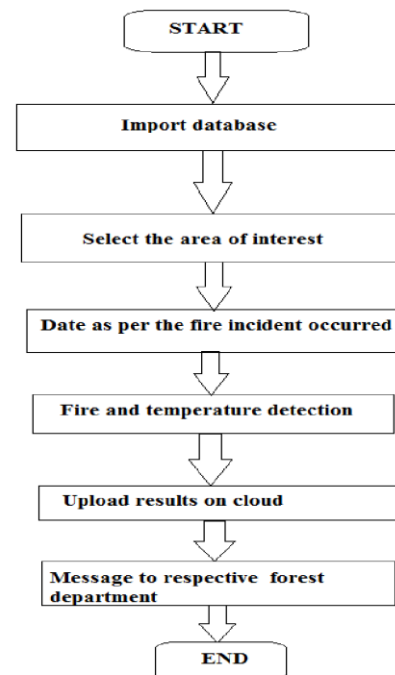 START
Import database
Select the area of interest
Date as per the fire incident occurred
Fire and temperature detection
Upload results on cloud
Message to respective forest
department
END